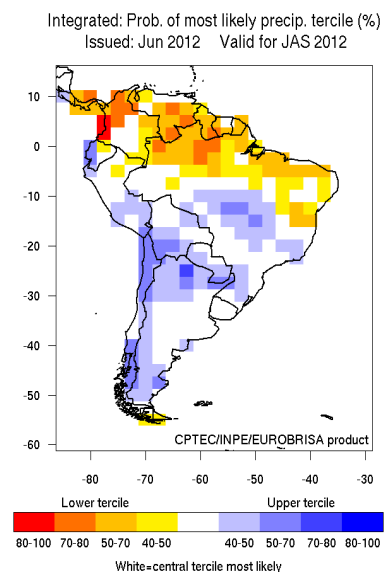 Integrated: Prob. of most likely precip. tercile (%)
Issued: Jun 2012 Valid for JAS 2012
10
0
-10
-20
-30
-40
-50
-60
CPTEC/INPE/EUROBRISA product
-80 -70 -60 -50 -40 -30
Lower tercile Upper tercile
80-100 70-80 50-70 40-50 40-50 50-70 70-80 80-100
White=central tercile most likely